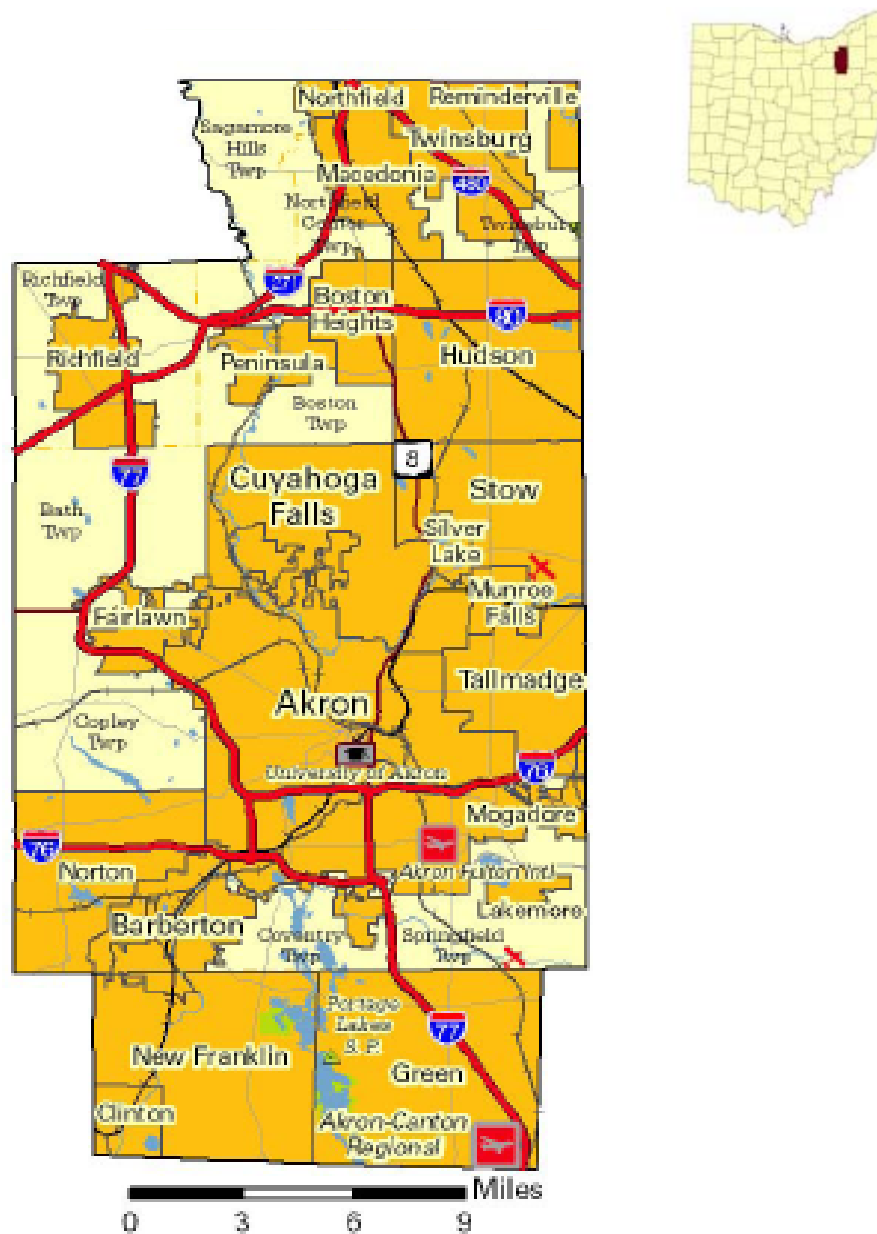 Northfield
Reminderville
Sagamore
Hills
Twp
Twinsburg
Macedonia
480
Northfield
Center
Twp
Twinsburg
Twp
Richfield
Twp
271
Boston
Heights
80
Richfield
Peninsula
Hudson
Boston
Twp
8
77
Cuyahoga
Falls
Stow
Bath
Twp
Silver
Lake
Munroe
Falls
Fairlawn
Tallmadge
Akron
Copley
Twp
University of Akron
76
Mogadore
76
Norton
Akron Fulton Intl
Lakemore
Barberton
Coventry
Twp
Springfield
Twp
Portage
Lakes
S. P.
77
New Franklin
Green
Clinton
Akron-Canton
Regional
Miles
0 3 6 9